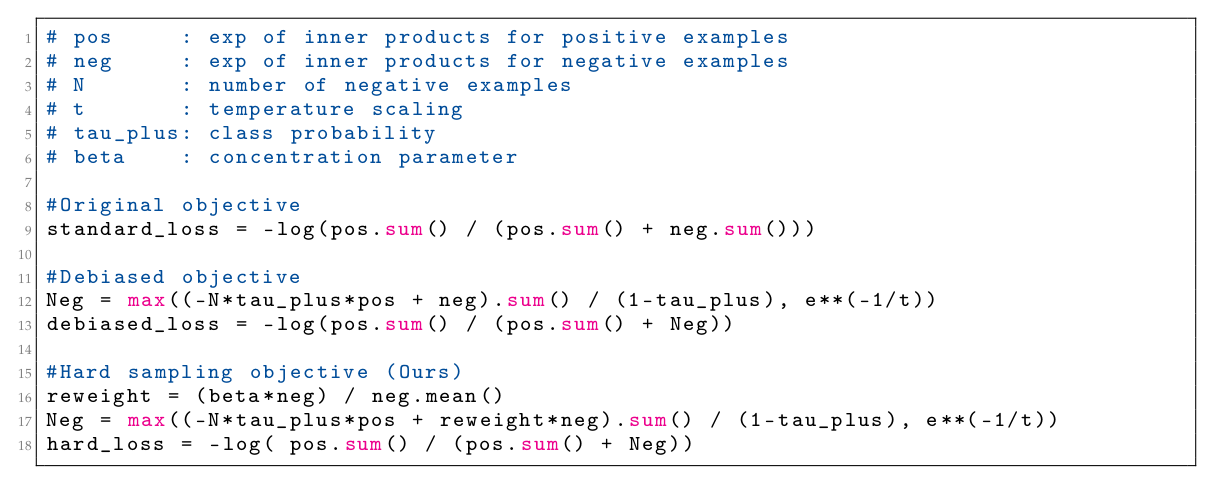 1 # pos     : exp of inner products for positive examples
2 # neg     : exp of inner products for negative examples
3 # N       : number of negative examples
4 # t       : temperature scaling
5 # tau_plus: class probability
6 # beta    : concentration parameter
7
8 #Original objective
9 standard_loss = -log(pos.sum() / (pos.sum() + neg.sum()))
10
11 #Debiased objective
12 Neg = max((-N*tau_plus*pos + neg).sum() / (1-tau_plus), e**(-1/t))
13 debiased_loss = -log(pos.sum() / (pos.sum() + Neg))
14
15 #Hard sampling objective (Ours)
16 reweight = (beta*neg) / neg.mean()
17 Neg = max((-N*tau_plus*pos + reweight*neg).sum() / (1-tau_plus), e**(-1/t))
18 hard_loss = -log( pos.sum() / (pos.sum() + Neg))